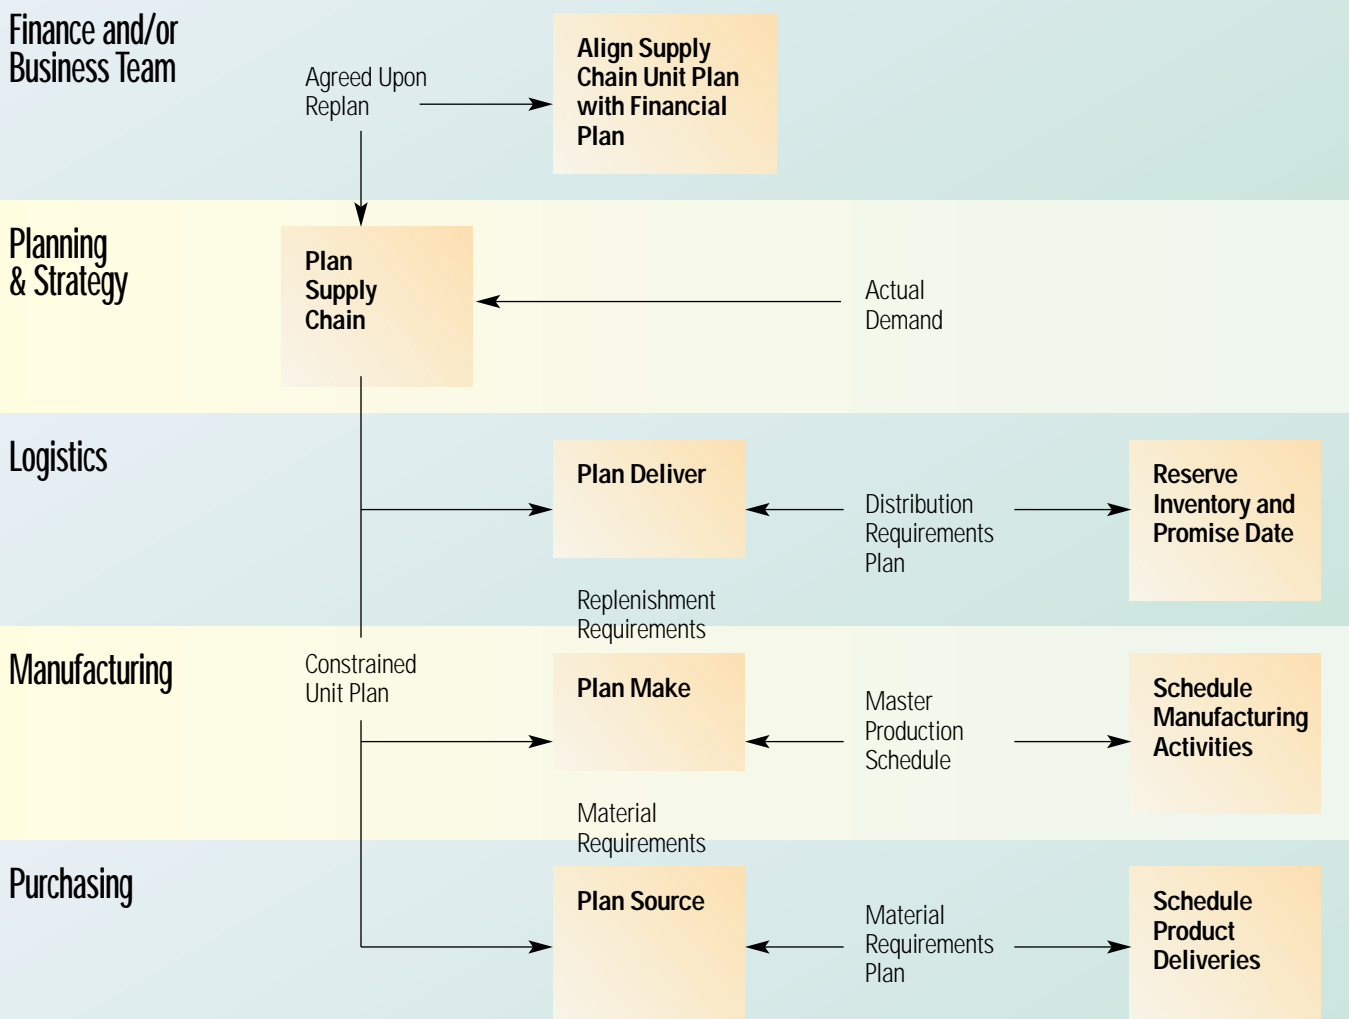 Finance and/or
Business Team
Agreed Upon
Replan
Align Supply
Chain Unit Plan
with Financial
Plan
Planning
& Strategy
Plan
Supply
Chain
Actual
Demand
Logistics
Plan Deliver
Distribution
Requirements
Plan
Reserve
Inventory and
Promise Date
Replenishment
Requirements
Manufacturing
Constrained
Unit Plan
Plan Make
Master
Production
Schedule
Schedule
Manufacturing
Activities
Material
Requirements
Purchasing
Plan Source
Material
Requirements
Plan
Schedule
Product
Deliveries